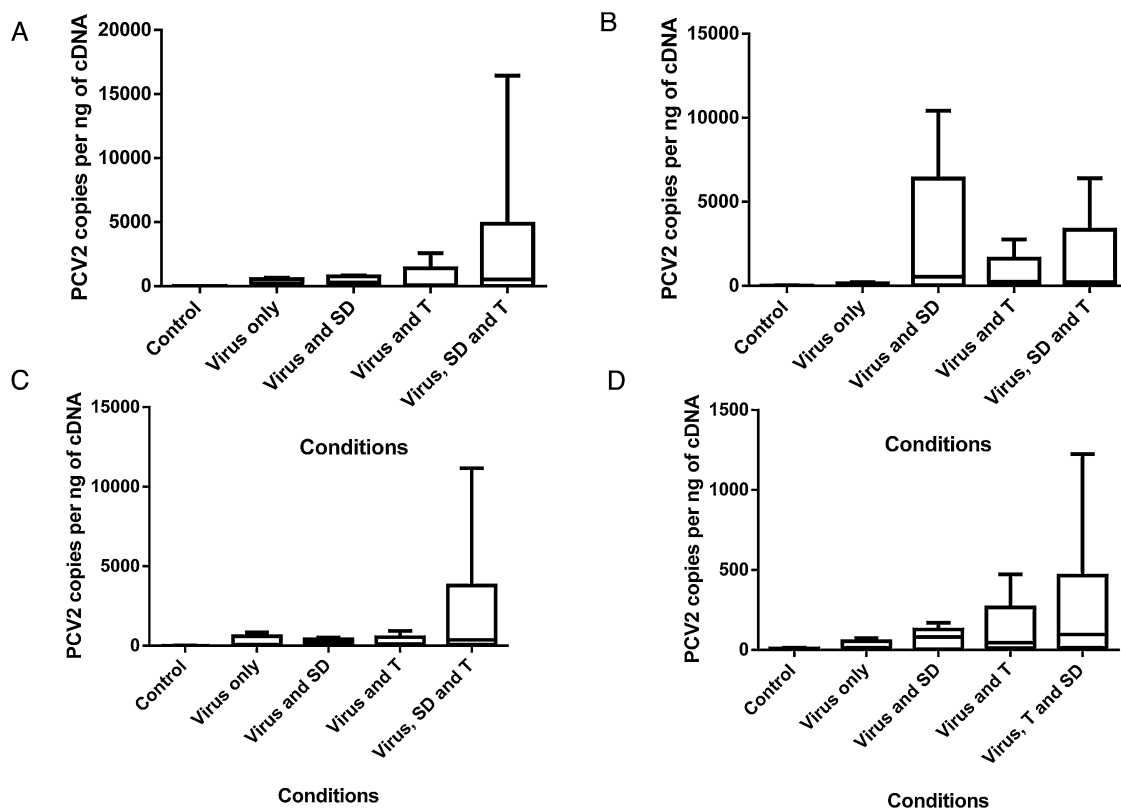 A
PCV2 copies per ng of cDNA
20000
15000
10000
5000
0
Control
Virus only
Virus and SD
Virus and T
Virus, SD and T
Conditions
B
PCV2 copies per ng of cDNA
15000
10000
5000
0
Control
Virus only
Virus and SD
Virus and T
Virus, SD and T
Conditions
C
PCV2 copies per ng of cDNA
15000
10000
5000
0
Control
Virus only
Virus and SD
Virus and T
Virus, SD and T
Conditions
D
PCV2 copies per ng of cDNA
1500
1000
500
0
Control
Virus only
Virus and SD
Virus and T
Virus, T and SD
Conditions